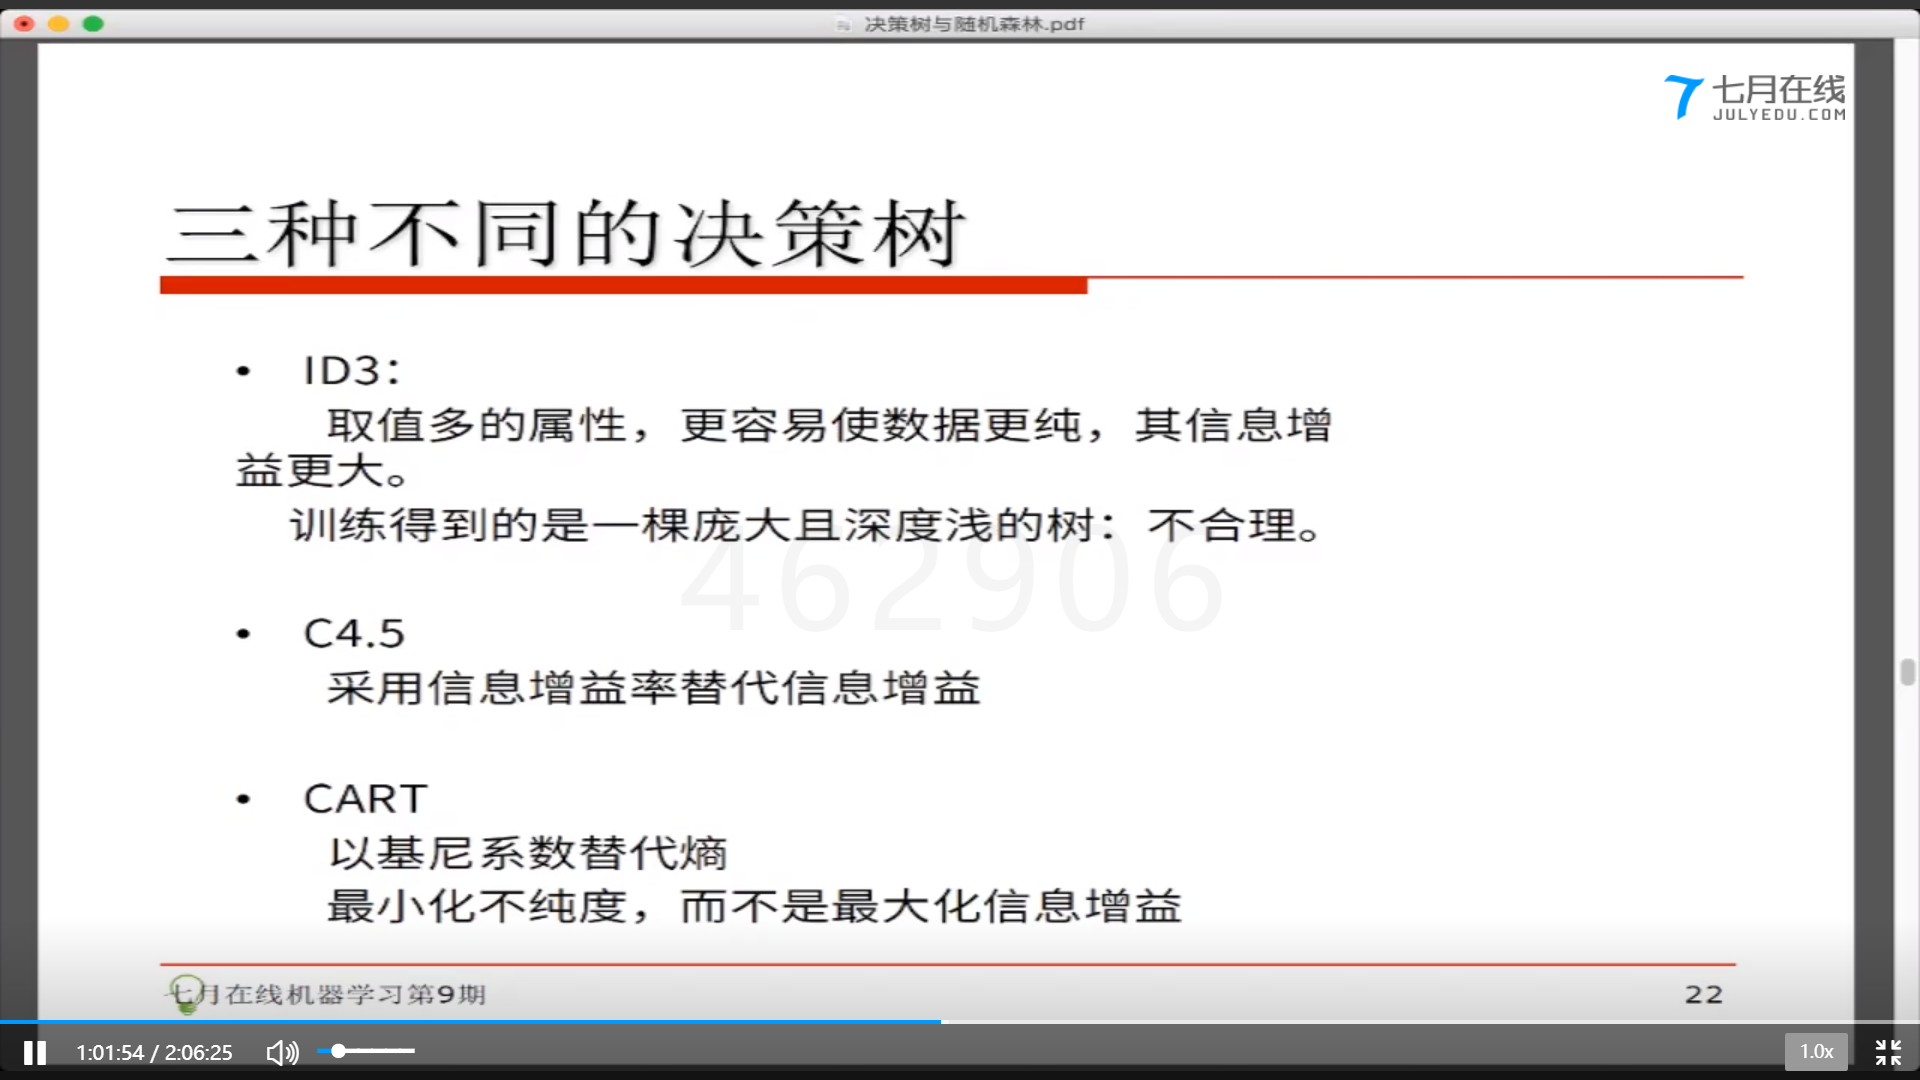 决策树与随机森林.pdf
七月在线
JULYEDU.COM
三种不同的决策树
• ID3：
取值多的属性，更容易使数据更纯，其信息增
益更大。
训练得到的是一棵庞大且深度浅的树：不合理。
462906
• C4.5
采用信息增益率替代信息增益
• CART
以基尼系数替代熵
最小化不纯度，而不是最大化信息增益
七月在线机器学习第9期
22
1:01:54 / 2:06:25
1.0x